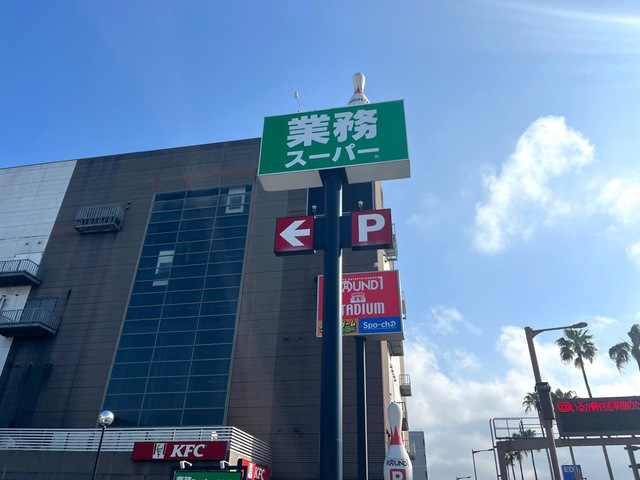 業務
スーパー
P
ROUND1
STADIUM
Spo-cha
KFC
KFC
P